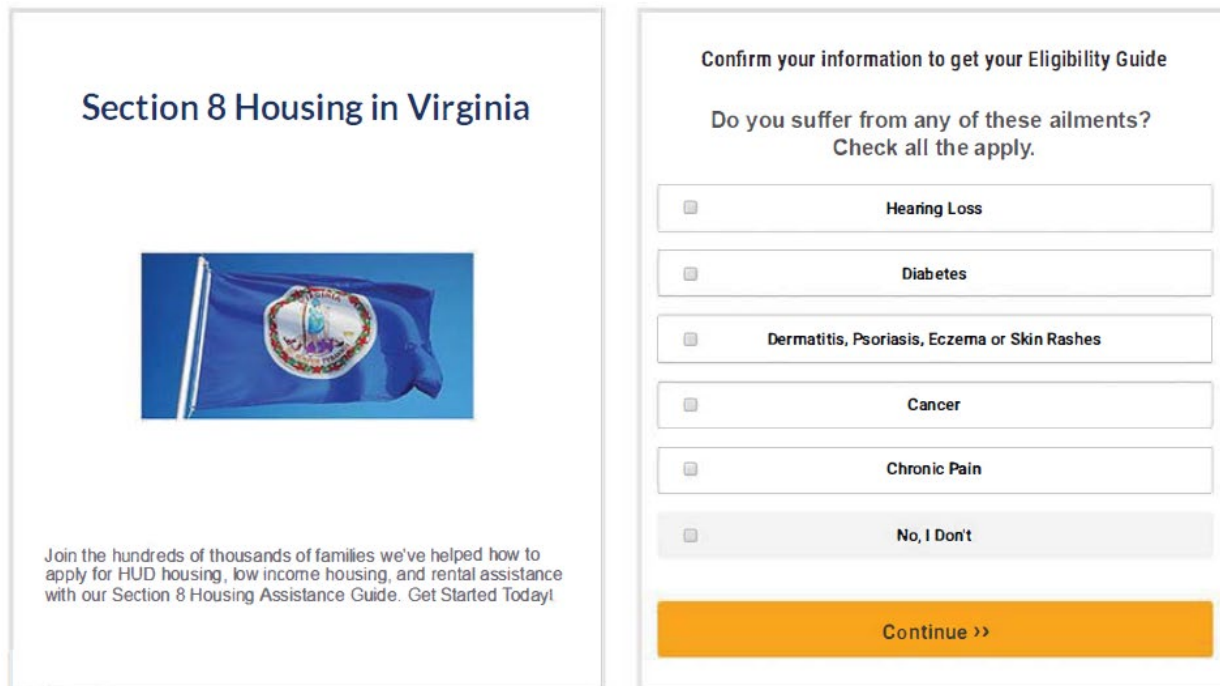 Section 8 Housing in Virginia
VIRGINIA
Join the hundreds of thousands of families we've helped how to
apply for HUD housing, low income housing, and rental assistance
with our Section 8 Housing Assistance Guide. Get Started Today!
Confirm your information to get your Eligibility Guide
Do you suffer from any of these ailments?
Check all the apply.
Hearing Loss
Diabetes
Dermatitis, Psoriasis, Eczema or Skin Rashes
Cancer
Chronic Pain
No, I Don't
Continue >>